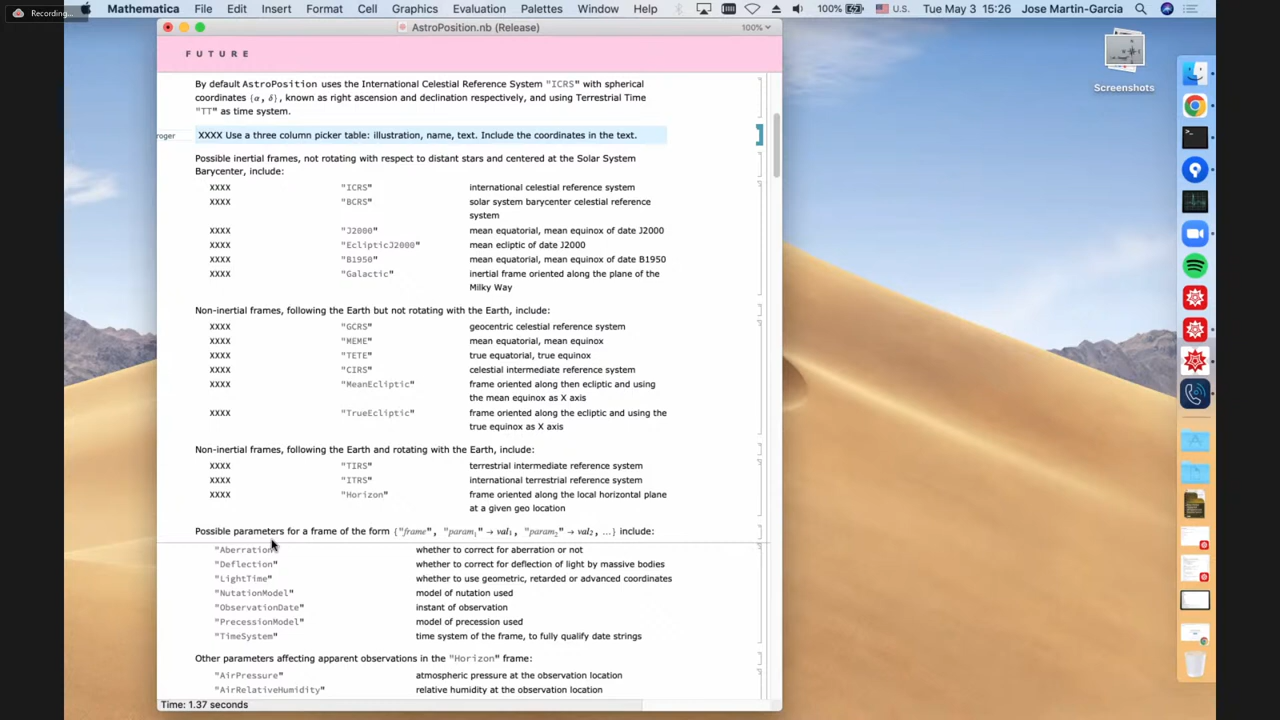 Recording...
Mathematica File Edit Insert Format Cell Graphics Evaluation Palettes Window Help 100% U.S. Tue May 3 15:26 Jose Martin-Garcia
AstroPosition.nb (Release) 100%
FUTURE
Screenshots
By default AstroPosition uses the International Celestial Reference System "ICRS" with spherical
coordinates {α, δ}, known as right ascension and declination respectively, and using Terrestrial Time
"TT" as time system.
roger XXXX Use a three column picker table: illustration, name, text. Include the coordinates in the text.
Possible inertial frames, not rotating with respect to distant stars and centered at the Solar System
Barycenter, include:
XXXX "ICRS" international celestial reference system
XXXX "BCRS" solar system barycenter celestial reference
system
XXXX "J2000" mean equatorial, mean equinox of date J2000
XXXX "EclipticJ2000" mean ecliptic of date J2000
XXXX "B1950" mean equatorial, mean equinox of date B1950
XXXX "Galactic" inertial frame oriented along the plane of the
Milky Way
Non-inertial frames, following the Earth but not rotating with the Earth, include:
XXXX "GCRS" geocentric celestial reference system
XXXX "MEME" mean equatorial, mean equinox
XXXX "TETE" true equatorial, true equinox
XXXX "CIRS" celestial intermediate reference system
XXXX "MeanEcliptic" frame oriented along then ecliptic and using
the mean equinox as X axis
XXXX "TrueEcliptic" frame oriented along the ecliptic and using the
true equinox as X axis
Non-inertial frames, following the Earth and rotating with the Earth, include:
XXXX "TIRS" terrestrial intermediate reference system
XXXX "ITRS" international terrestrial reference system
XXXX "Horizon" frame oriented along the local horizontal plane
at a given geo location
Possible parameters for a frame of the form {"frame", "param₁" → val₁, "param₂" → val₂, ...} include:
"Aberration" whether to correct for aberration or not
"Deflection" whether to correct for deflection of light by massive bodies
"LightTime" whether to use geometric, retarded or advanced coordinates
"NutationModel" model of nutation used
"ObservationDate" instant of observation
"PrecessionModel" model of precession used
"TimeSystem" time system of the frame, to fully qualify date strings
Other parameters affecting apparent observations in the "Horizon" frame:
"AirPressure" atmospheric pressure at the observation location
"AirRelativeHumidity" relative humidity at the observation location
Time: 1.37 seconds